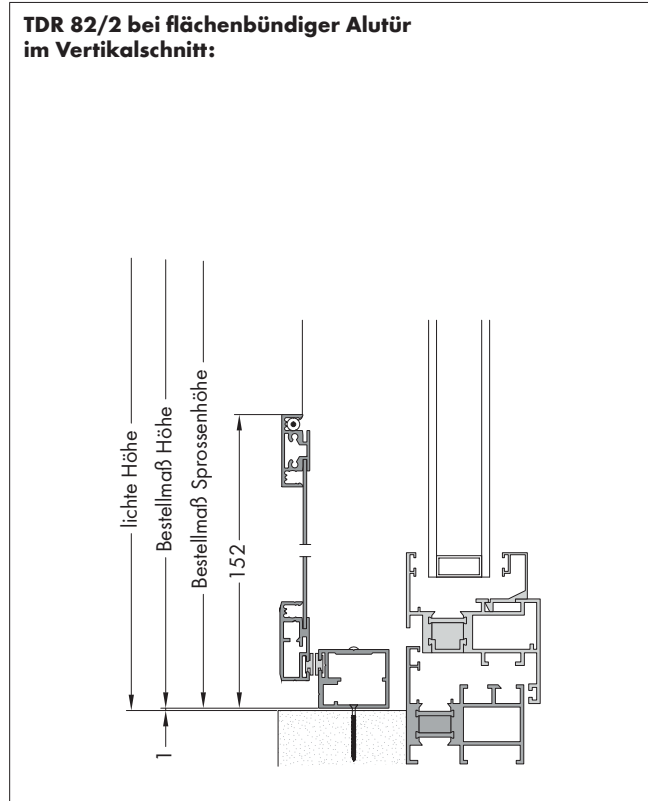 TDR 82/2 bei flächenbündiger Alutür
im Vertikalschnitt:
lichte Höhe
Bestellmaß Höhe
Bestellmaß Sprossenhöhe
152
1